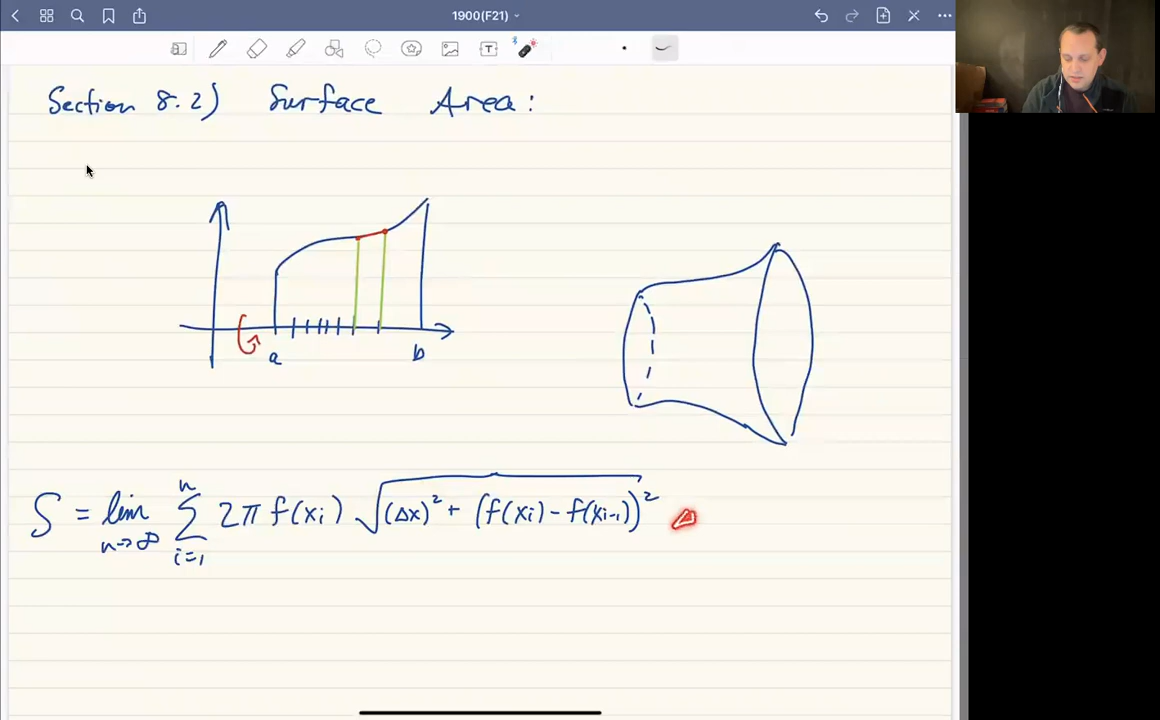 1900(F21)
Section 8.2) Surface Area:
a b
S = lim n→∞ ∑ i=1 n 2π f(xi) √(Δx)² + (f(xi) - f(xi-1))² Δ